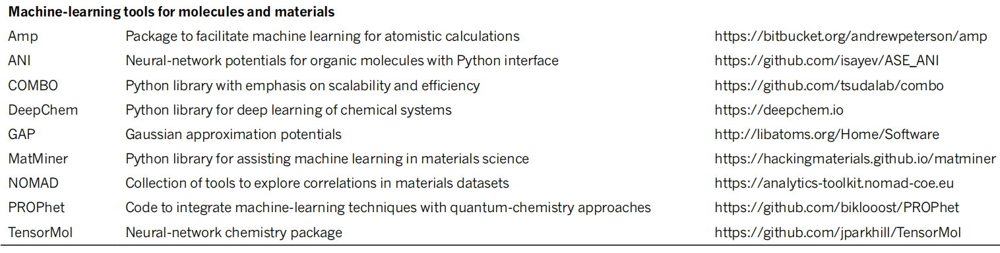 Machine-learning tools for molecules and materials
Amp Package to facilitate machine learning for atomistic calculations https://bitbucket.org/andrewpeterson/amp
ANI Neural-network potentials for organic molecules with Python interface https://github.com/isayev/ASE_ANI
COMBO Python library with emphasis on scalability and efficiency https://github.com/tsudalab/combo
DeepChem Python library for deep learning of chemical systems https://deepchem.io
GAP Gaussian approximation potentials http://libatoms.org/Home/Software
MatMiner Python library for assisting machine learning in materials science https://hackingmaterials.github.io/matminer
NOMAD Collection of tools to explore correlations in materials datasets https://analytics-toolkit.nomad-coe.eu
PROPhet Code to integrate machine-learning techniques with quantum-chemistry approaches https://github.com/biklooost/PROPhet
TensorMol Neural-network chemistry package https://github.com/jparkhill/TensorMol